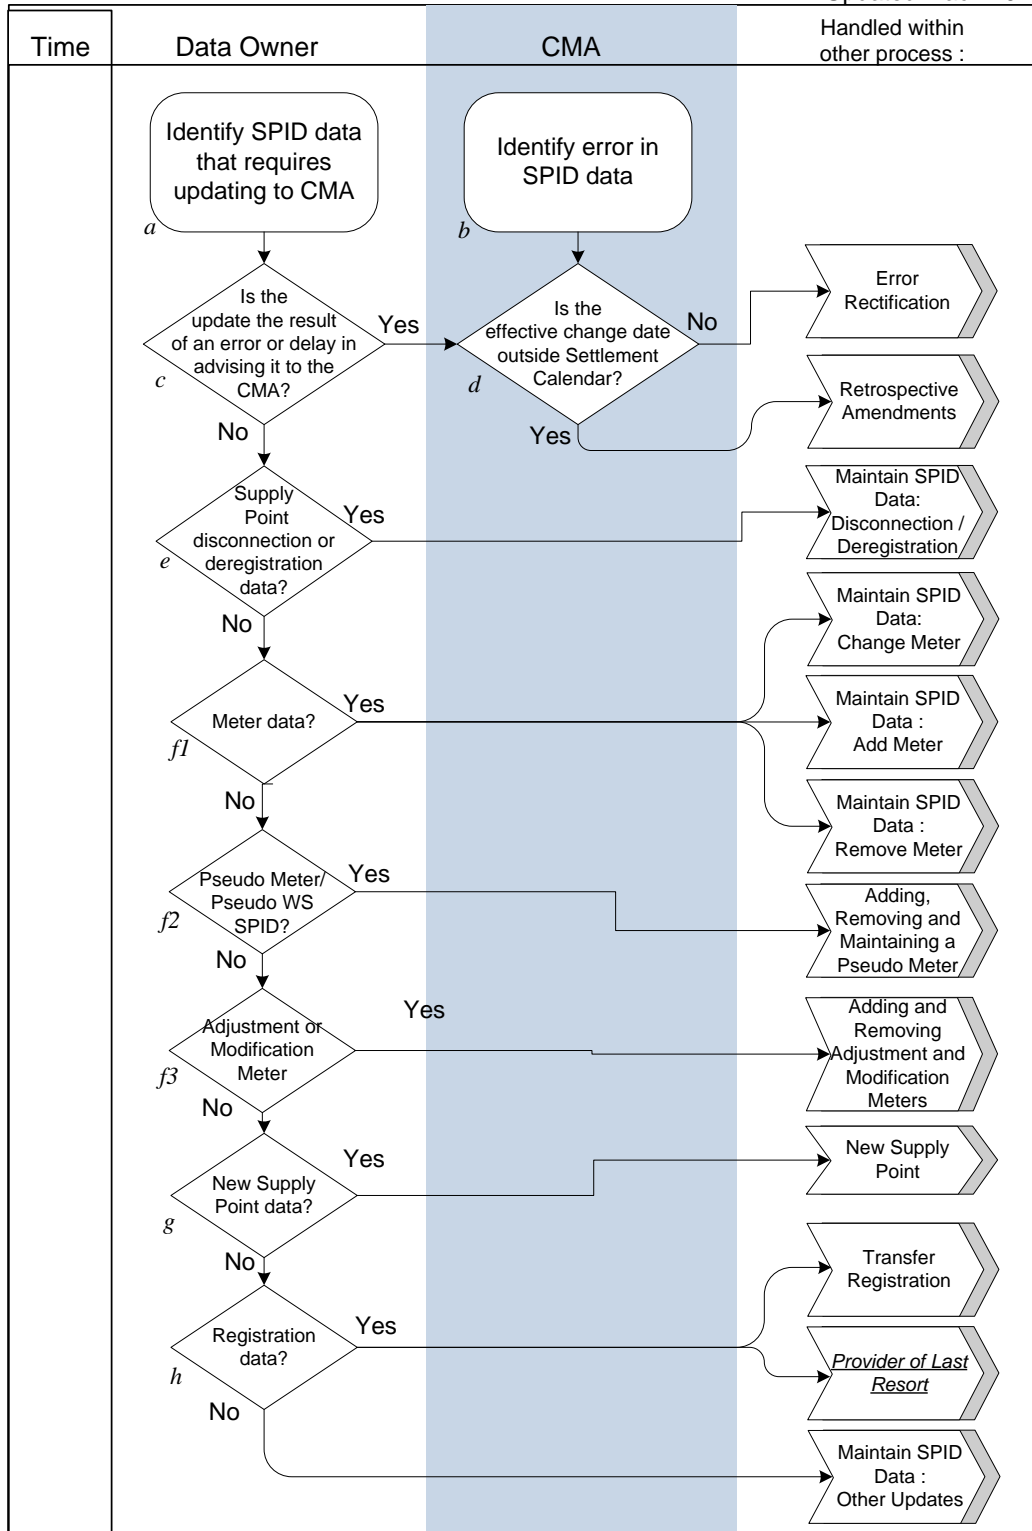 Time
Data Owner
CMA
Handled within
other process :
Identify SPID data
that requires
updating to CMA
a
Identify error in
SPID data
b
Is the
update the result
of an error or delay in
advising it to the
CMA?
c
Yes
No
Is the
effective change date
outside Settlement
Calendar?
d
No
Yes
Error
Rectification
Retrospective
Amendments
Supply
Point
disconnection or
deregistration
data?
e
Yes
No
Maintain SPID
Data:
Disconnection /
Deregistration
Meter data?
f1
Yes
No
Maintain SPID
Data:
Change Meter
Maintain SPID
Data :
Add Meter
Maintain SPID
Data :
Remove Meter
Pseudo Meter/
Pseudo WS
SPID?
f2
Yes
No
Adding,
Removing and
Maintaining a
Pseudo Meter
Adjustment or
Modification
Meter
f3
Yes
No
Adding and
Removing
Adjustment and
Modification
Meters
New Supply
Point data?
g
Yes
No
New Supply
Point
Registration
data?
h
Yes
No
Transfer
Registration
Provider of Last
Resort
Maintain SPID
Data :
Other Updates